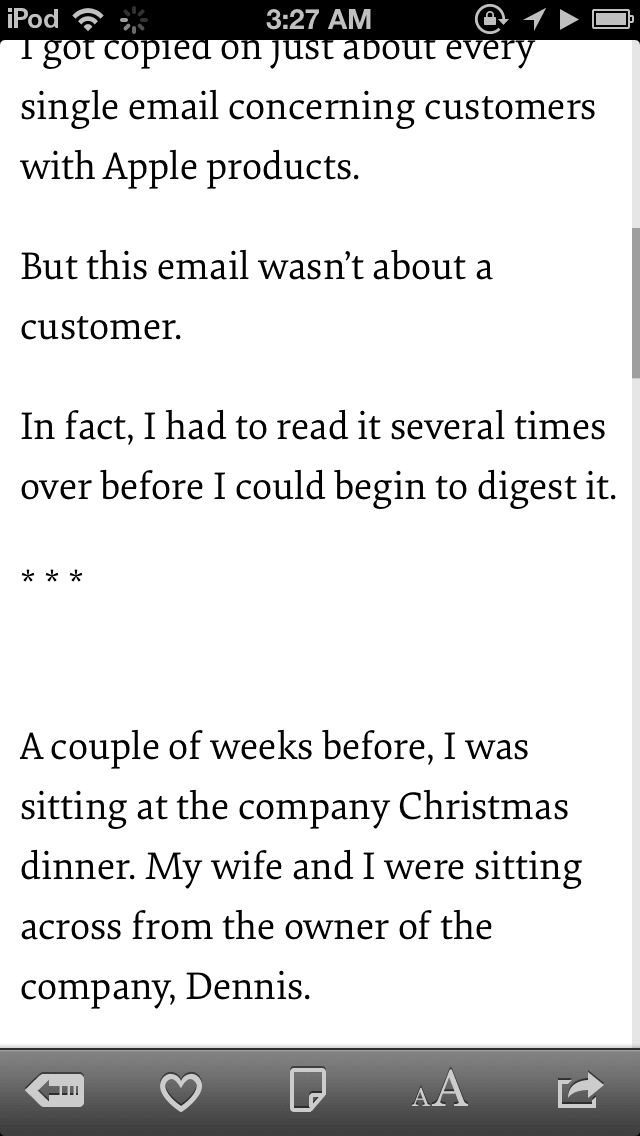 iPod 3:27 AM
I got copied on just about every
single email concerning customers
with Apple products.
But this email wasn’t about a
customer.
In fact, I had to read it several times
over before I could begin to digest it.
* * *
A couple of weeks before, I was
sitting at the company Christmas
dinner. My wife and I were sitting
across from the owner of the
company, Dennis.
AA